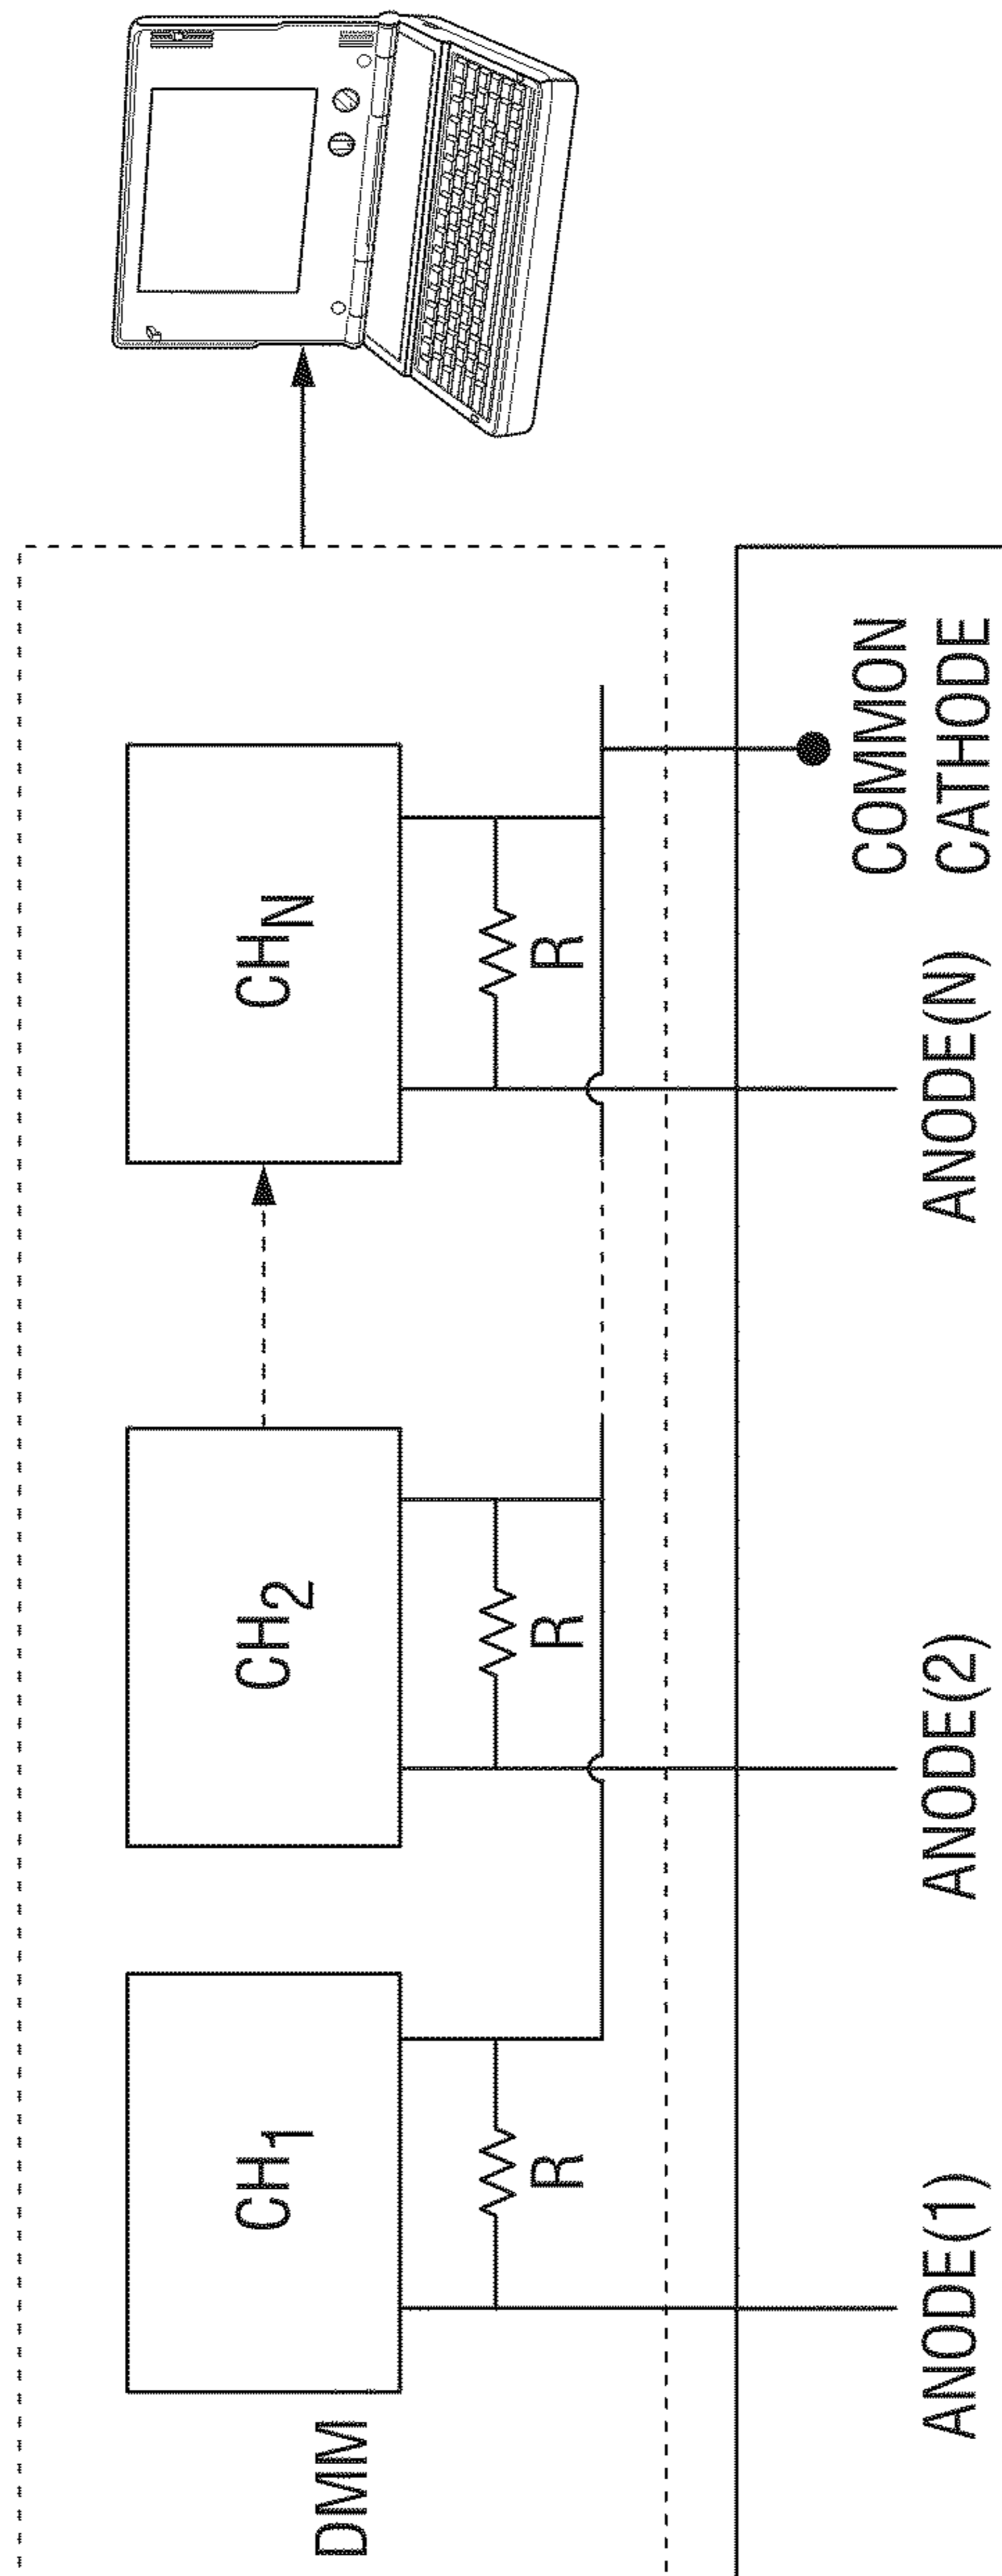 DMM
CH1
CH2
CHN
R
R
R
ANODE(1)
ANODE(2)
ANODE(N)
COMMON
CATHODE